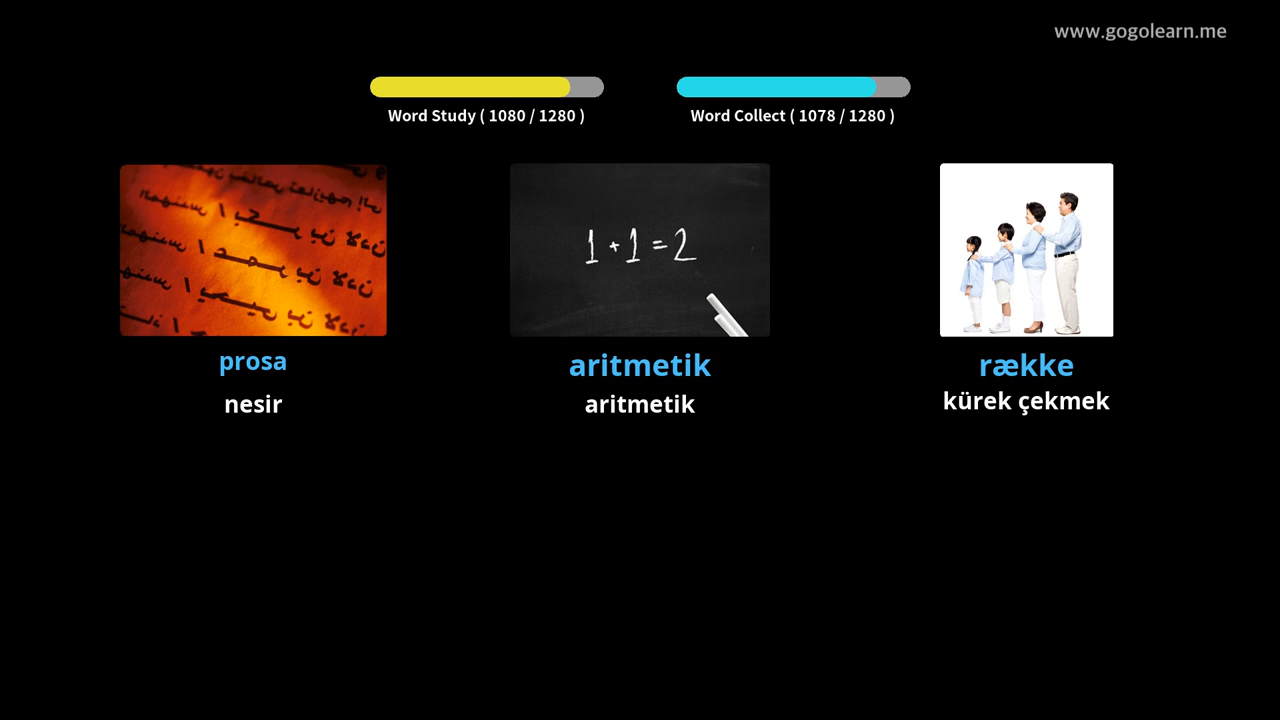 www.gogolearn.me
Word Study ( 1080 / 1280 )
Word Collect ( 1078 / 1280 )
1+1=2
prosa
aritmetik
række
nesir
aritmetik
kürek çekmek